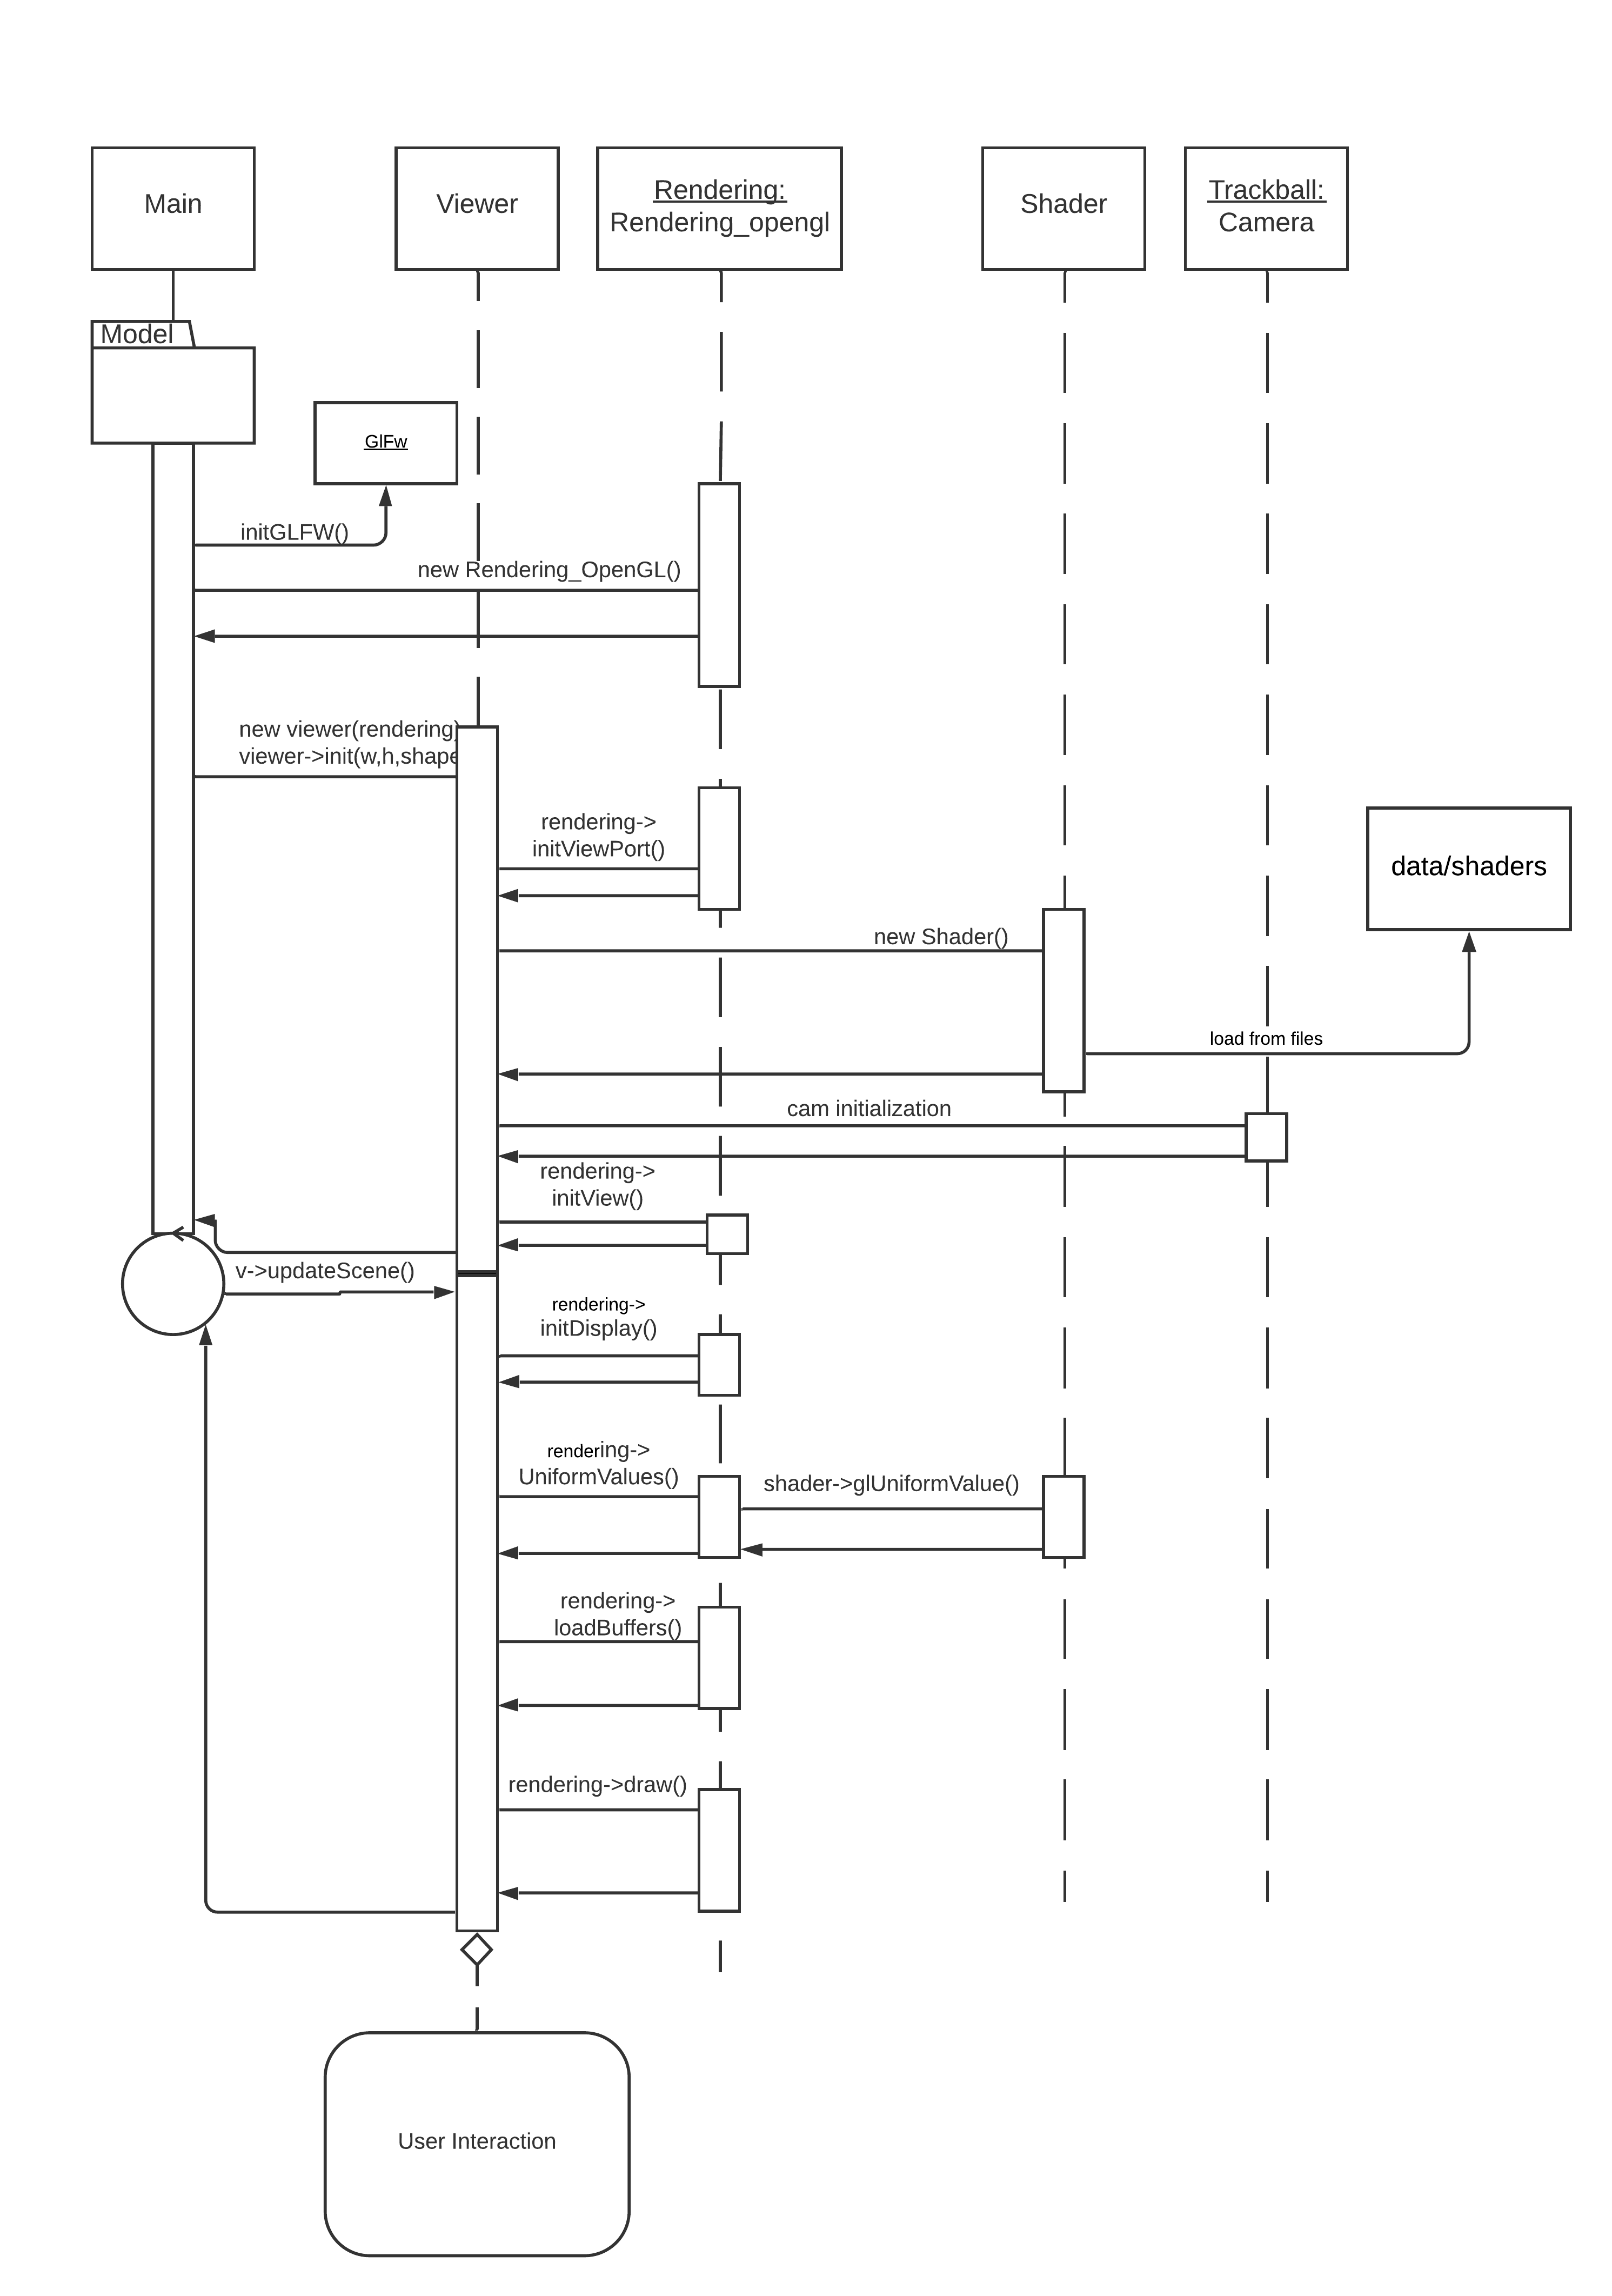 Main
Viewer
Rendering:
Rendering_opengl
Shader
Trackball:
Camera
Model
GlFw
initGLFW()
new Rendering_OpenGL()
new viewer(rendering)
viewer->init(w,h,shape
rendering->
initViewPort()
data/shaders
new Shader()
load from files
cam initialization
rendering->
initView()
v->updateScene()
rendering->
initDisplay()
rendering->
UniformValues()
shader->glUniformValue()
rendering->
loadBuffers()
rendering->draw()
User Interaction